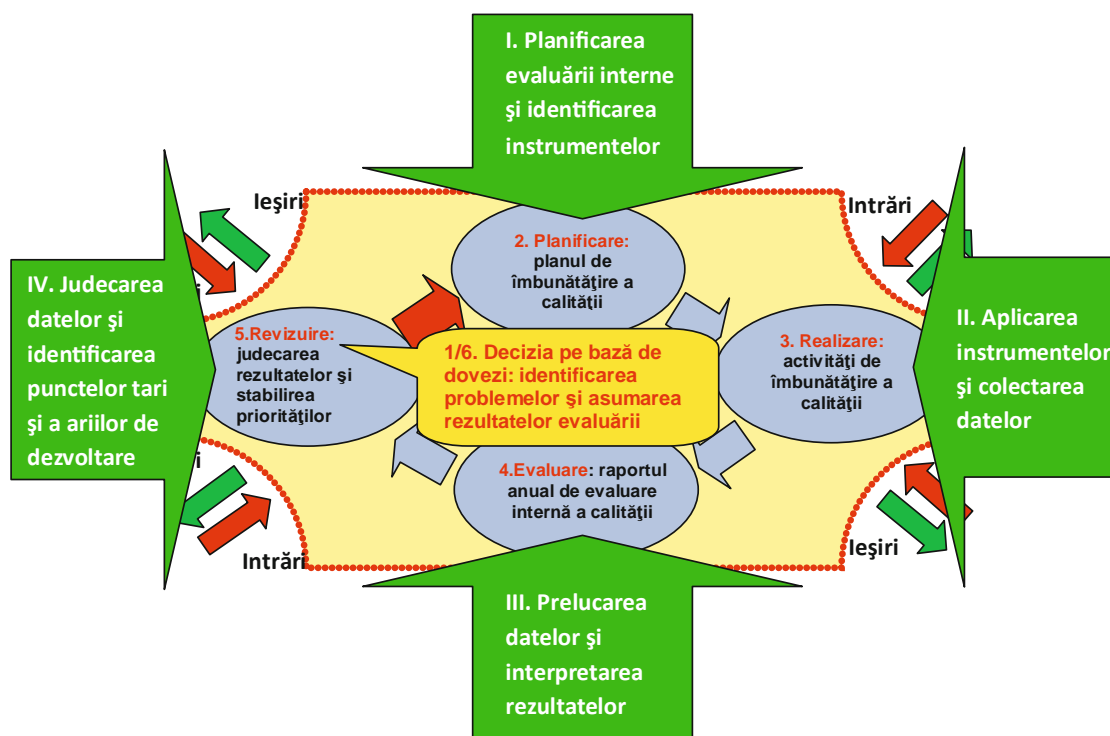 I. Planificarea
evaluării interne
şi identificarea
instrumentelor
Ieşiri
Intrări
2. Planificare:
planul de
îmbunătăţire a
calităţii
IV. Judecarea
datelor şi
identificarea
punctelor tari
şi a ariilor de
dezvoltare
5.Revizuire:
judecarea
rezultatelor şi
stabilirea
priorităţilor
1/6. Decizia pe bază de
dovezi: identificarea
problemelor şi asumarea
rezultatelor evaluării
3. Realizare:
activităţi de
îmbunătăţire a
calităţii
II. Aplicarea
instrumentelor
şi colectarea
datelor
4.Evaluare: raportul
anual de evaluare
internă a calităţii
Intrări
Ieşiri
III. Prelucarea
datelor şi
interpretarea
rezultatelor